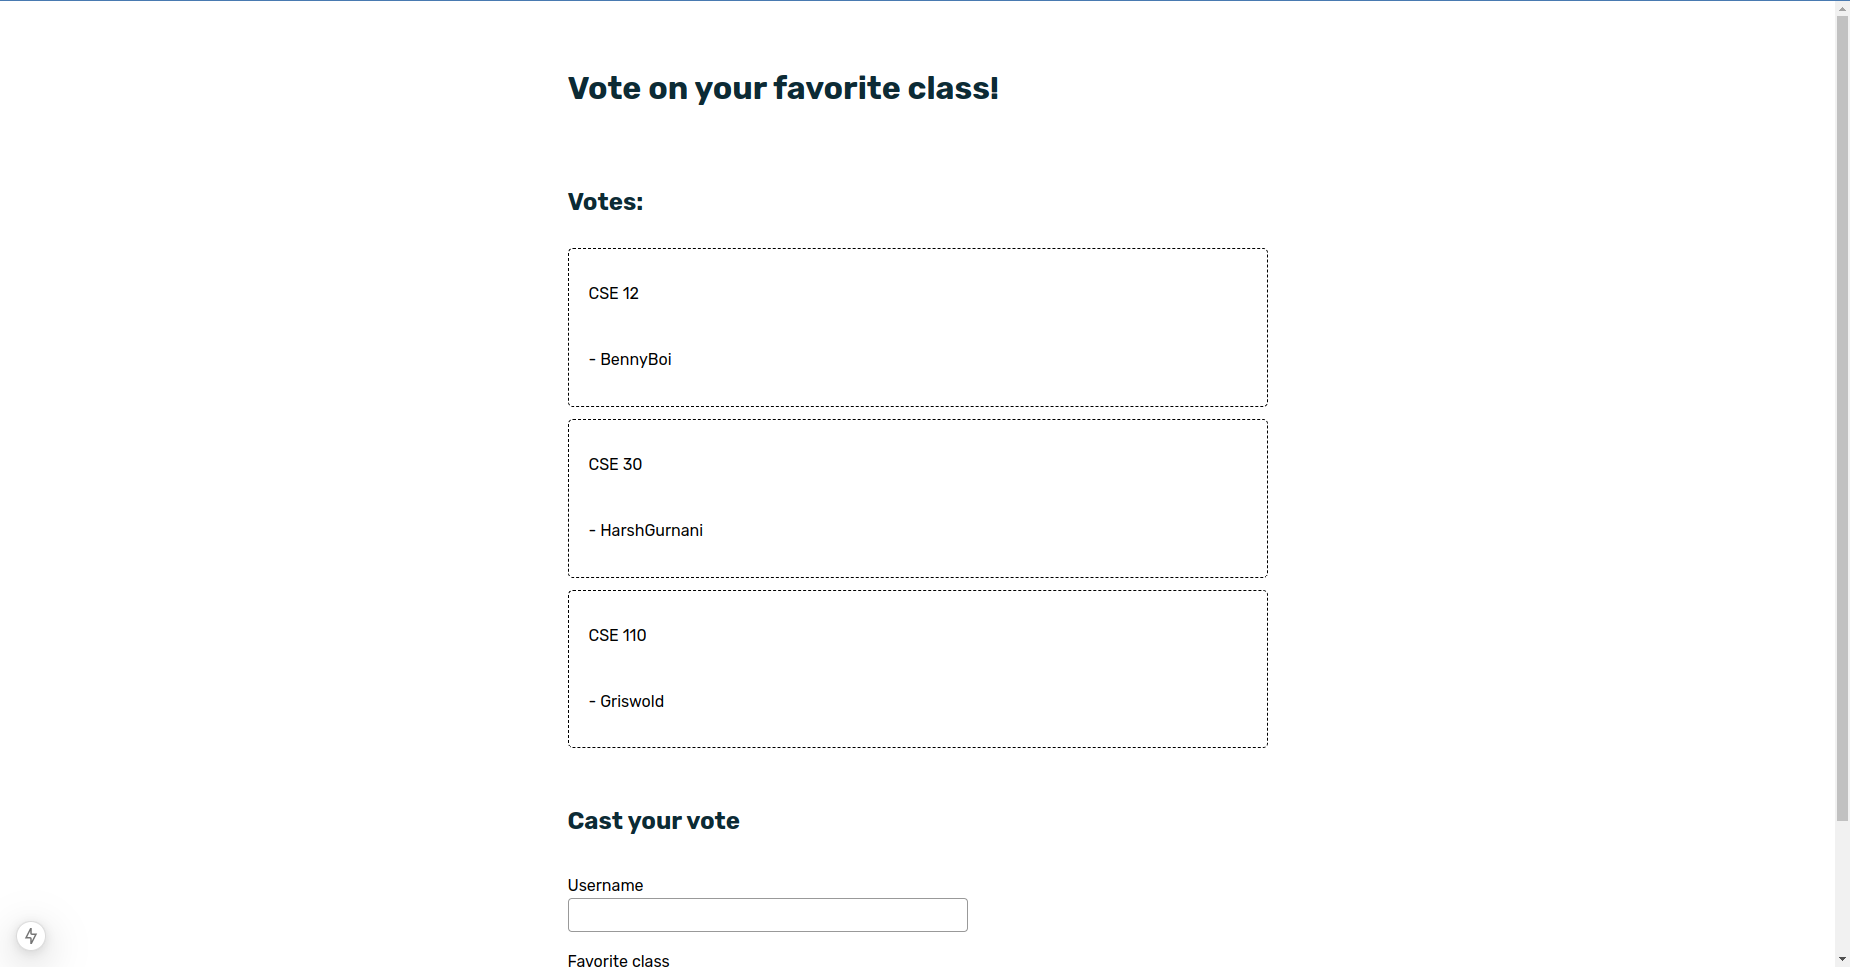 Vote on your favorite class!
Votes:
CSE 12
- BennyBoi
CSE 30
- HarshGurnani
CSE 110
- Griswold
Cast your vote
Username
Favorite class